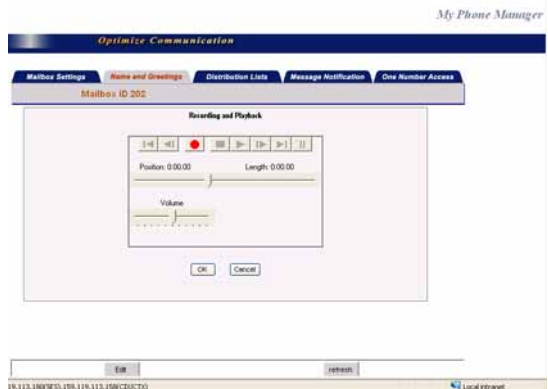 My Phone Manager
Optimize Communication
Mailbox Settings Name and Greetings Distribution Lists Message Notification One Number Access
Mailbox ID 202
Recording and Playback
Position: 0:00.00 Length: 0:00.00
Volume
OK Cancel
Edit refresh
Local intranet